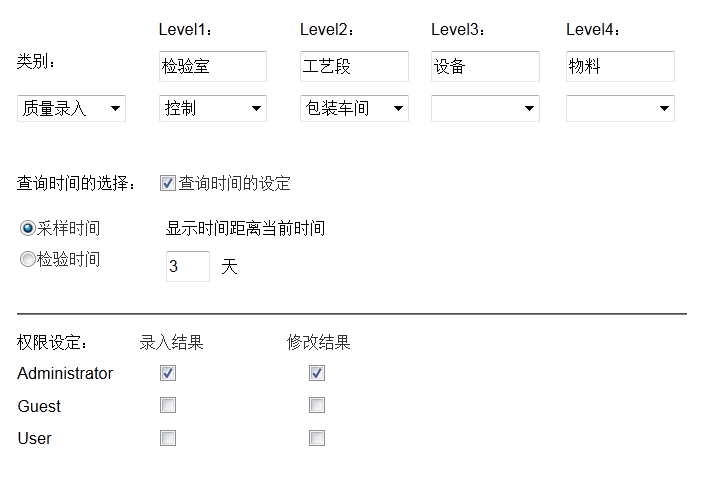 Level1： Level2： Level3： Level4：
类别： 检验室 工艺段 设备 物料
质量录入 控制 包装车间
查询时间的选择： 查询时间的设定
采样时间 显示时间距离当前时间
检验时间 3 天
权限设定： 录入结果 修改结果
Administrator
Guest
User